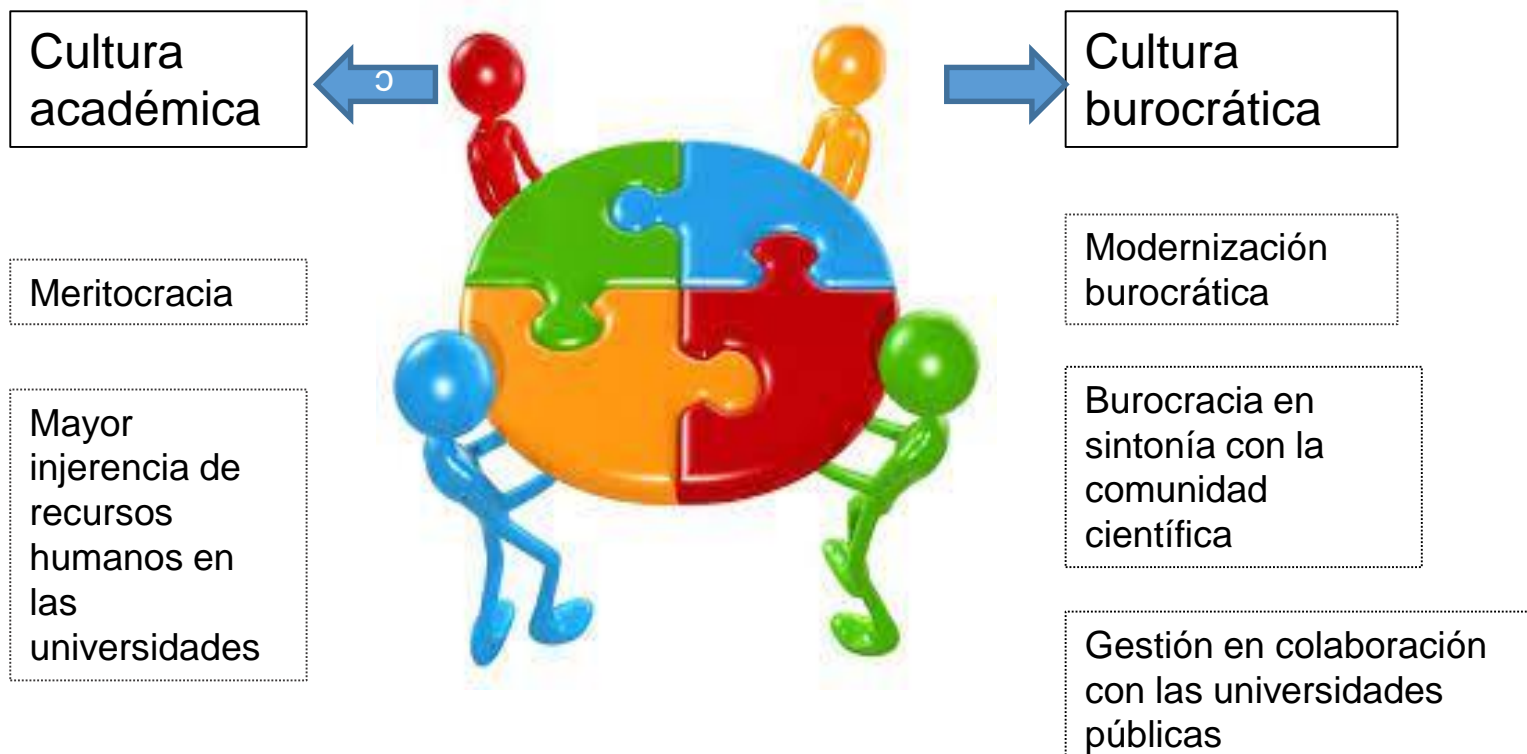 Cultura
académica
ɔ
Cultura
burocrática
Meritocracia
Mayor
injerencia de
recursos
humanos en
las
universidades
Modernización
burocrática
Burocracia en
sintonía con la
comunidad
científica
Gestión en colaboración
con las universidades
públicas